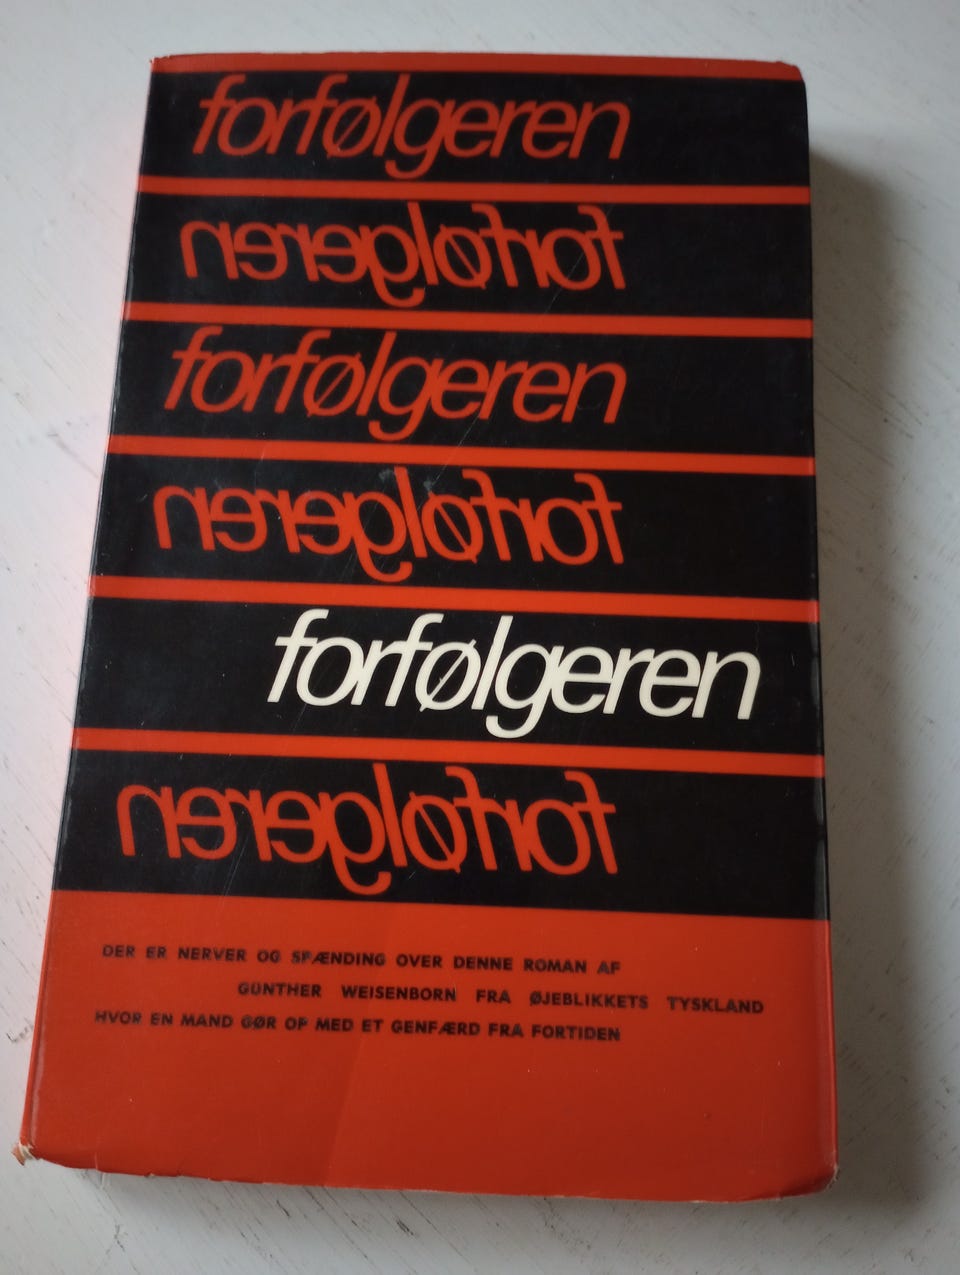 forfølgeren
forfølgeren
forfølgeren
forfølgeren
forfølgeren
forfølgeren
DER ER NERVER OG SPÆNDING OVER DENNE ROMAN AF
GÜNTHER WEISENBORN FRA ØJEBLIKKETS TYSKLAND
HVOR EN MAND GØR OP MED ET GENFÆRD FRA FORTIDEN